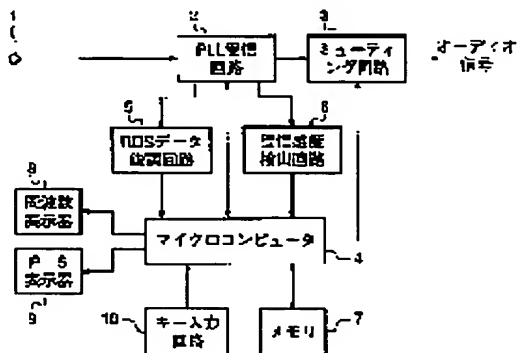 1
2
3
PLL受信
回路
ミューティ
ング回路
オーディオ
信号
5
6
RDSデータ
復調回路
受信感度
検出回路
8
周波数
表示器
マイクロコンピュータ
4
P S
表示器
9
10
キー入力
回路
メモリ
7